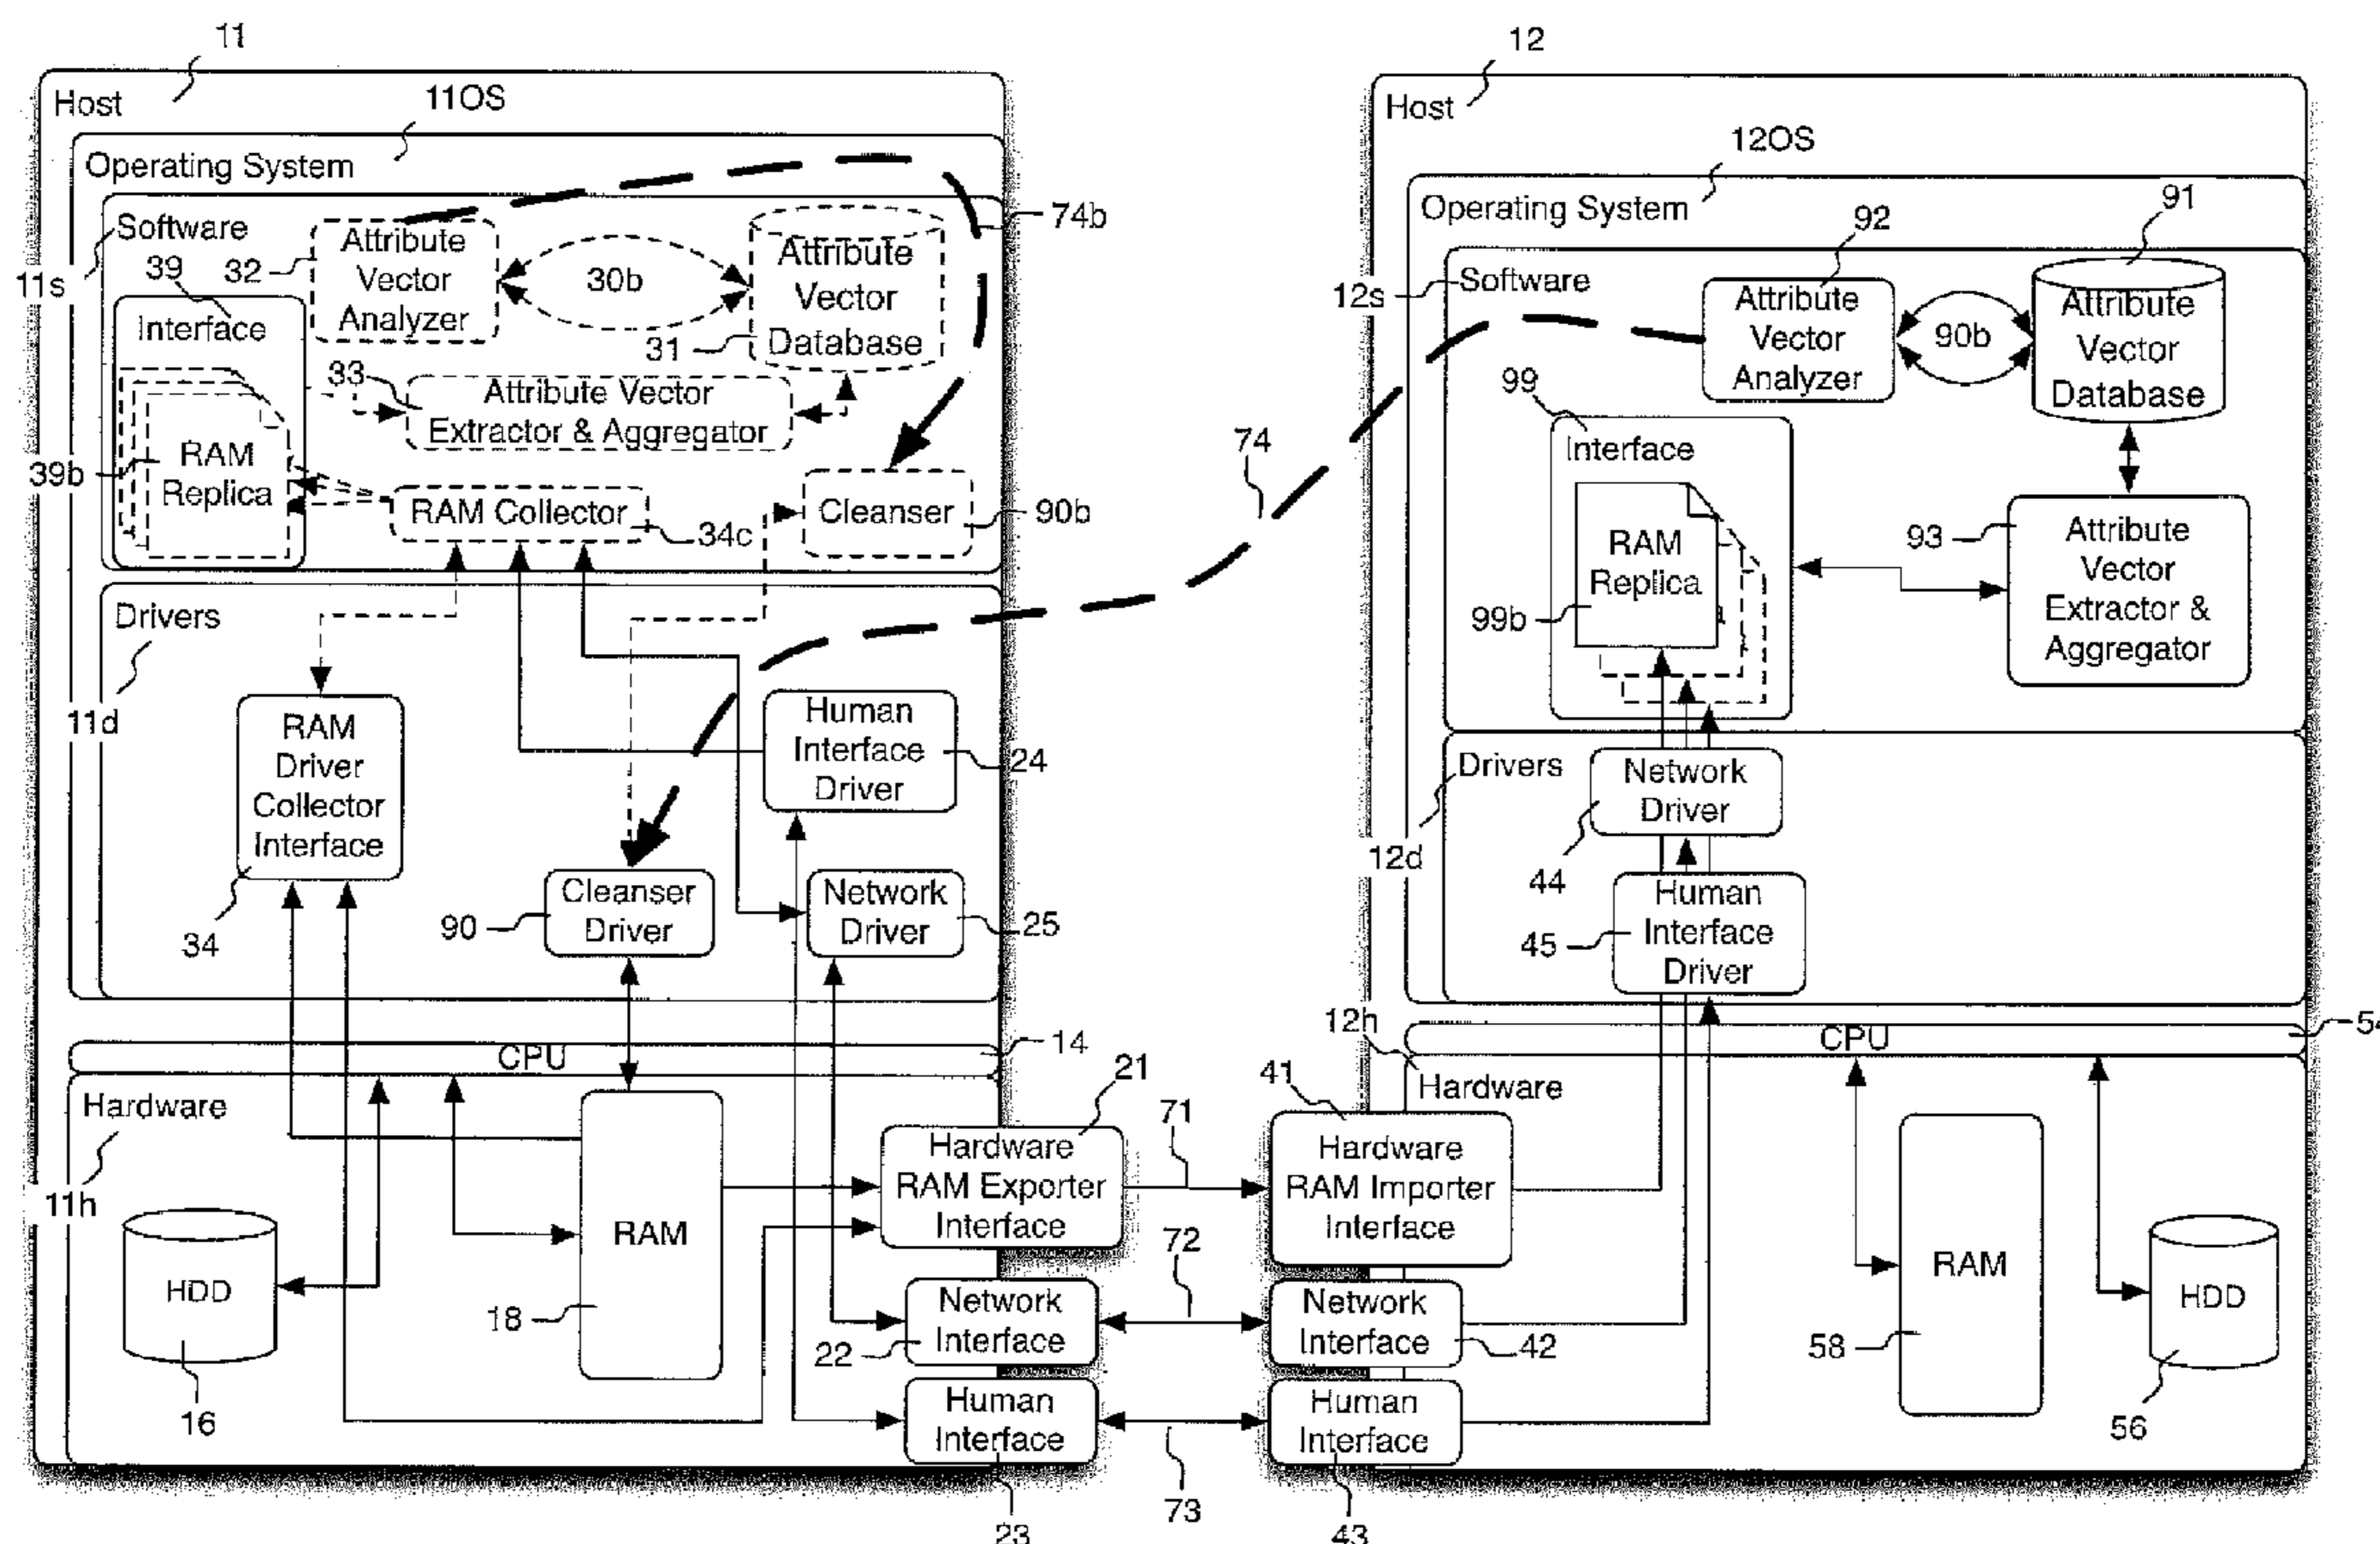 11
Host
11OS
Operating System
Software
11s
39
32
Attribute
Vector
Analyzer
30b
Attribute
Vector
Database
31
74b
Interface
33
Attribute Vector
Extractor & Aggregator
39b
RAM
Replica
RAM Collector
34c
Cleanser
90b
Drivers
11d
RAM
Driver
Collector
Interface
34
Human
Interface
Driver
24
Cleanser
Driver
90
Network
Driver
25
CPU
14
Hardware
11h
HDD
16
RAM
18
21
Hardware
RAM Exporter
Interface
Network
Interface
22
Human
Interface
23
71
72
73
74
12
Host
12OS
Operating System
12s
Software
92
Attribute
Vector
Analyzer
90b
91
Attribute
Vector
Database
99
Interface
RAM
Replica
99b
93
Attribute
Vector
Extractor &
Aggregator
Drivers
12d
Network
Driver
44
Human
Interface
Driver
45
12h
CPU
Hardware
41
Hardware
RAM Importer
Interface
Network
Interface
42
Human
Interface
43
RAM
58
HDD
56